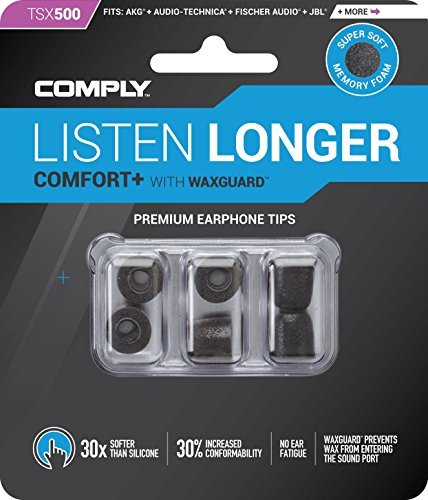 TSX500
FITS: AKG® + AUDIO-TECHNICA® + FISCHER AUDIO® + JBL® + MORE
SUPER SOFT
MEMORY FOAM
COMPLY™
LISTEN LONGER
COMFORT+ WITH WAXGUARD™
PREMIUM EARPHONE TIPS
30x SOFTER
THAN SILICONE
30% INCREASED
CONFORMABILITY
NO EAR
FATIGUE
WAXGUARD® PREVENTS
WAX FROM ENTERING
THE SOUND PORT